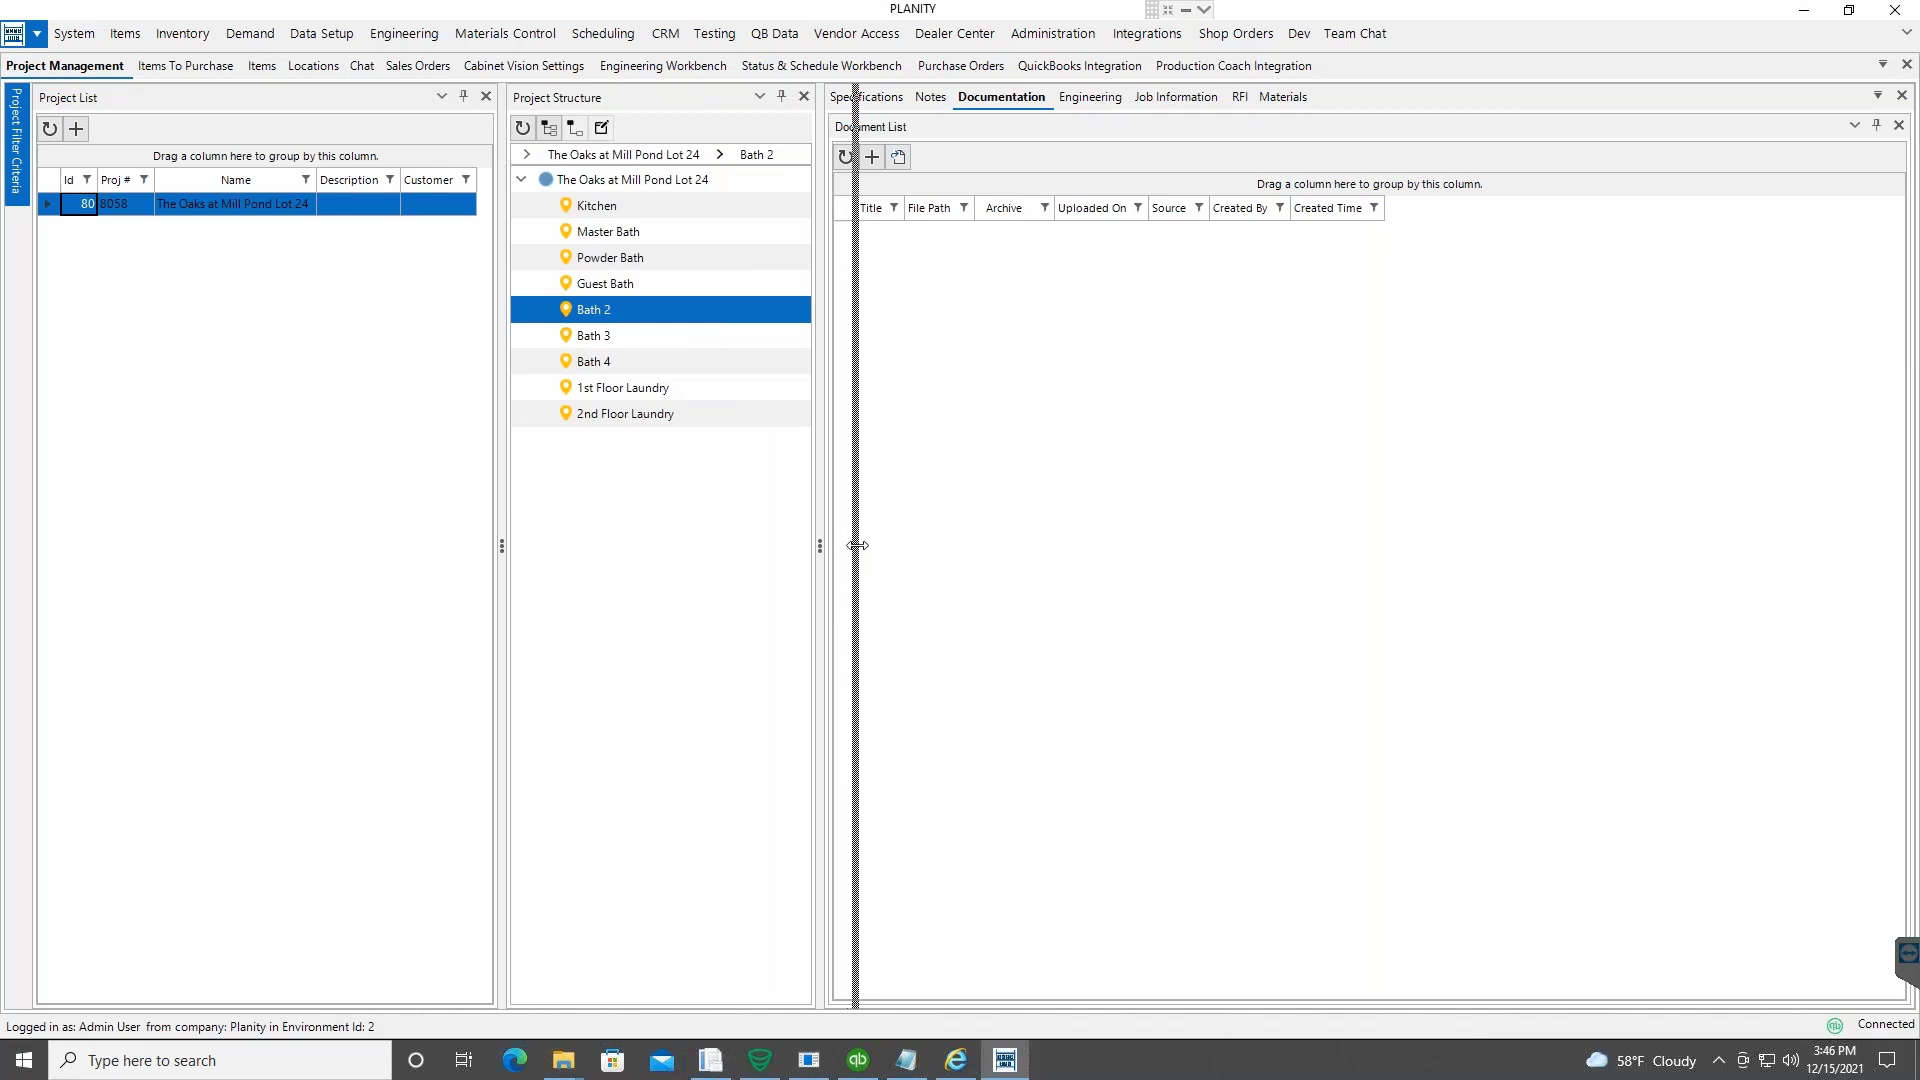 PLANITY
System Items Inventory Demand Data Setup Engineering Materials Control Scheduling CRM Testing QB Data Vendor Access Dealer Center Administration Integrations Shop Orders Dev Team Chat
Project Management Items To Purchase Items Locations Chat Sales Orders Cabinet Vision Settings Engineering Workbench Status & Schedule Workbench Purchase Orders QuickBooks Integration Production Coach Integration
Project Filter Criteria
Project List
Drag a column here to group by this column.
Id Proj # Name Description Customer
80 8058 The Oaks at Mill Pond Lot 24
Project Structure
The Oaks at Mill Pond Lot 24 > Bath 2
The Oaks at Mill Pond Lot 24
Kitchen
Master Bath
Powder Bath
Guest Bath
Bath 2
Bath 3
Bath 4
1st Floor Laundry
2nd Floor Laundry
Specifications Notes Documentation Engineering Job Information RFI Materials
Document List
Drag a column here to group by this column.
Title File Path Archive Uploaded On Source Created By Created Time
Logged in as: Admin User from company: Planity in Environment Id: 2
qb Connected
Type here to search
qb
58°F Cloudy
3:46 PM
12/15/2021